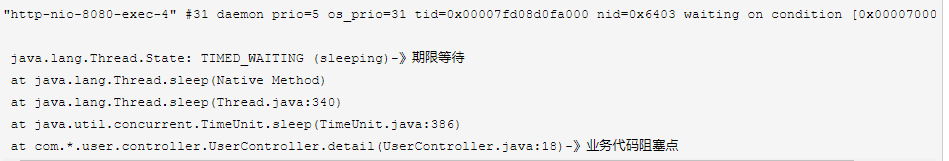 "http-nio-8080-exec-4" #31 daemon prio=5 os_prio=31 tid=0x00007fd08d0fa000 nid=0x6403 waiting on condition [0x00007000
java.lang.Thread.State: TIMED_WAITING (sleeping)-》期限等待
at java.lang.Thread.sleep(Native Method)
at java.lang.Thread.sleep(Thread.java:340)
at java.util.concurrent.TimeUnit.sleep(TimeUnit.java:386)
at com.*.user.controller.UserController.detail(UserController.java:18)-》业务代码阻塞点